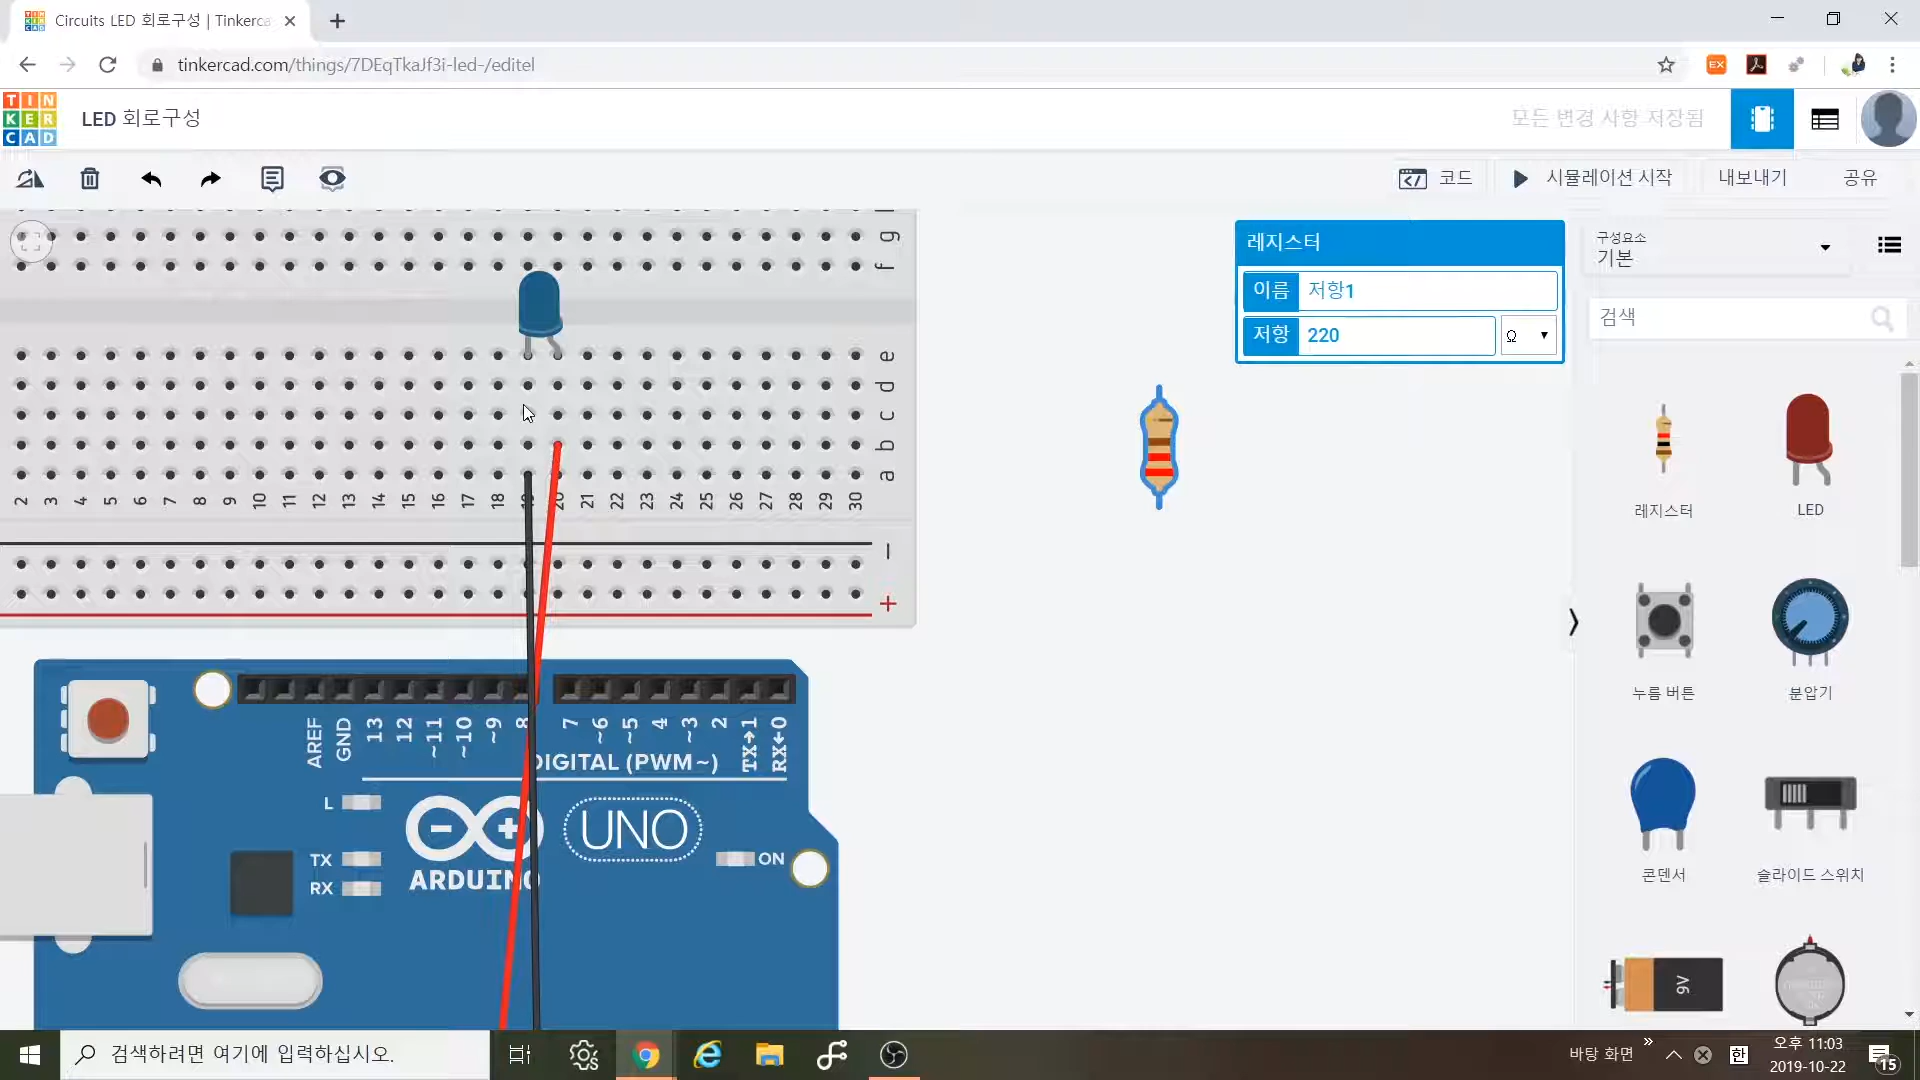 Circuits LED 회로구성 | Tinkerca
tinkercad.com/things/7DEqTkaJf3i-led-/editel
EX
TIN
KER
CAD
LED 회로구성
모든 변경 사항 저장됨
코드
시뮬레이션 시작
내보내기
공유
레지스터
이름 저항1
저항 220 Ω
구성요소
기본
검색
레지스터
LED
누름 버튼
분압기
콘덴서
슬라이드 스위치
9V
g
f
e
d
c
b
a
2 3 4 5 6 7 8 9 10 11 12 13 14 15 16 17 18 19 20 21 22 23 24 25 26 27 28 29 30
−
+
AREF GND 13 12 ~11 ~10 ~9 8 7 ~6 ~5 4 ~3 2 TX→1 RX←0
DIGITAL (PWM~)
L
TX
RX
UNO
ON
ARDUINO
검색하려면 여기에 입력하십시오.
바탕 화면
한
오후 11:03
2019-10-22
15